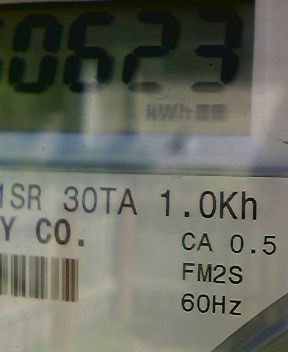 0623
kWh
1SR 30TA 1.0Kh
Y CO.
CA 0.5
FM2S
60Hz